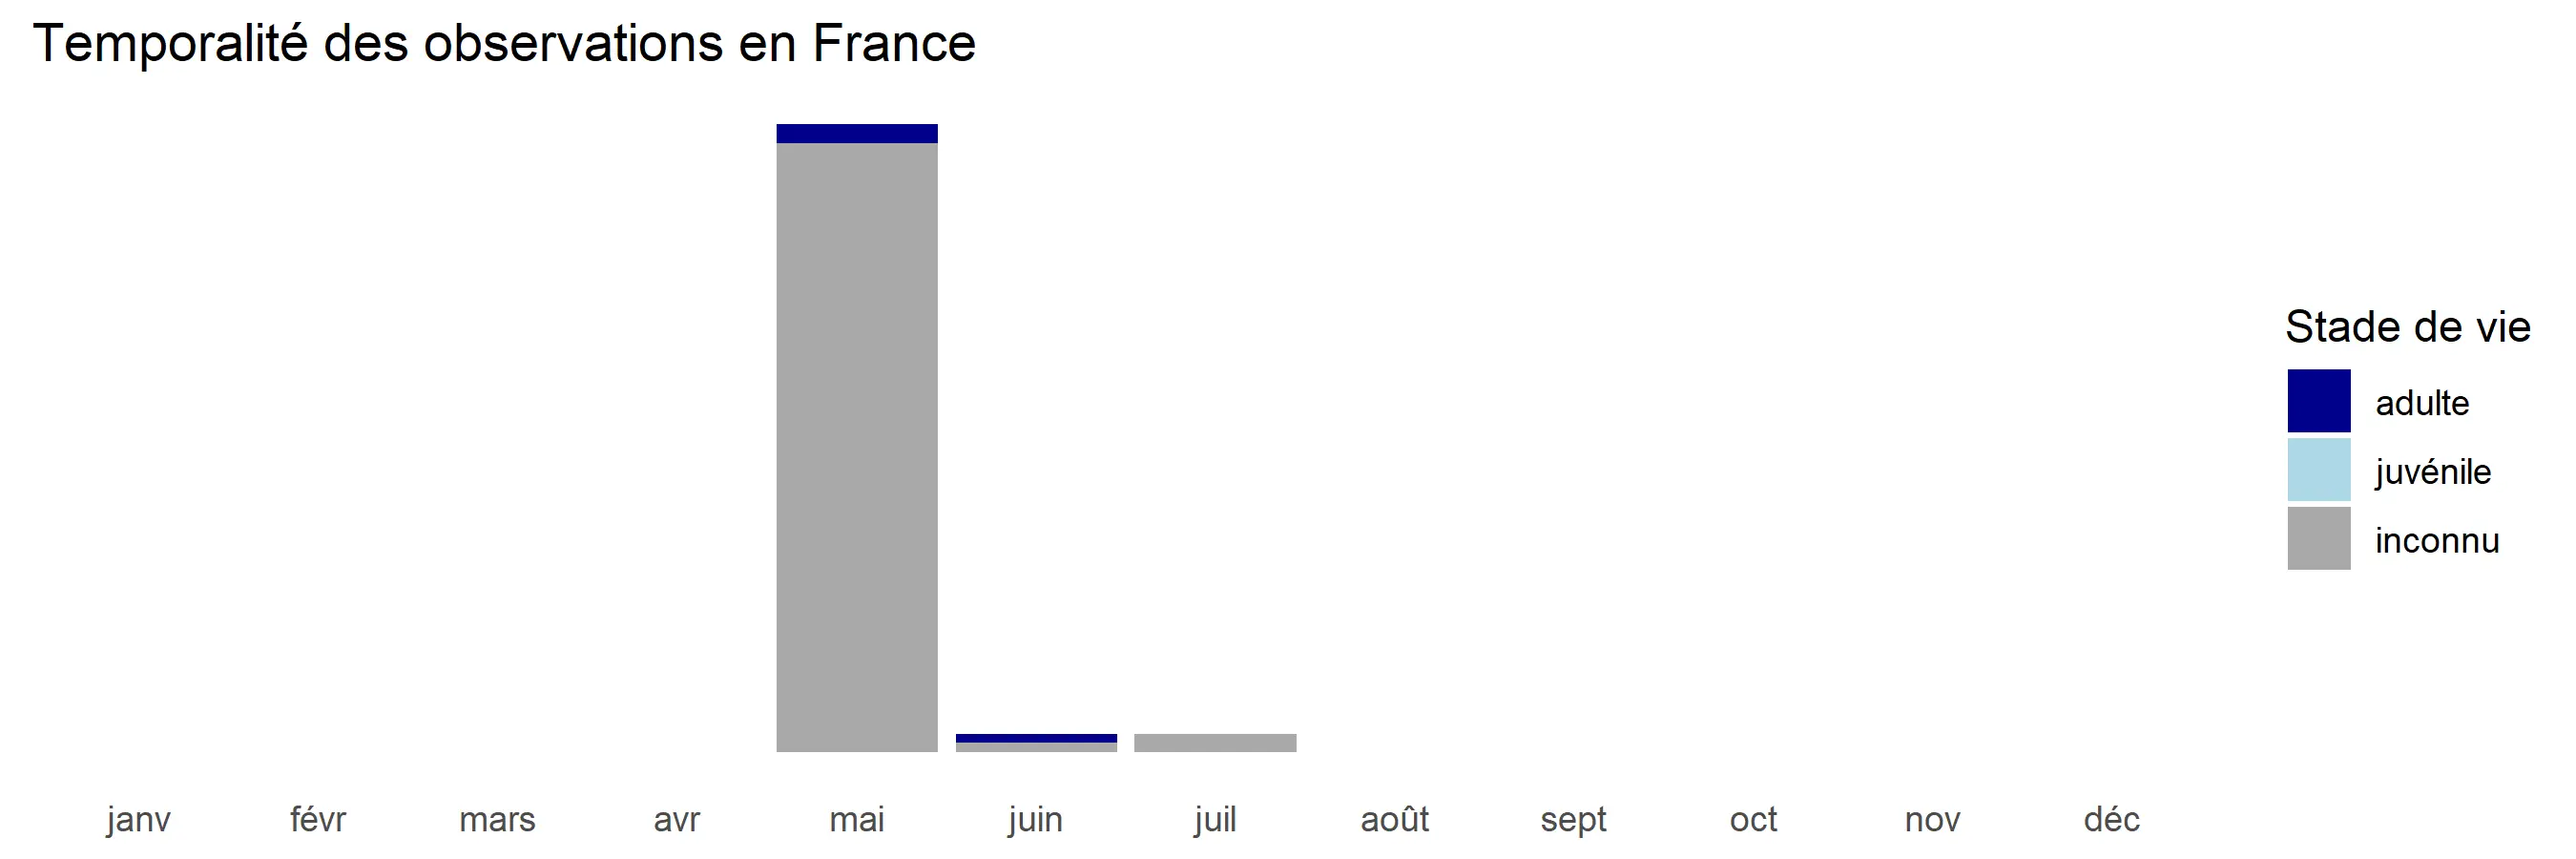 Temporalité des observations en France
Stade de vie
adulte
juvénile
inconnu
janv févr mars avr mai juin juil août sept oct nov déc